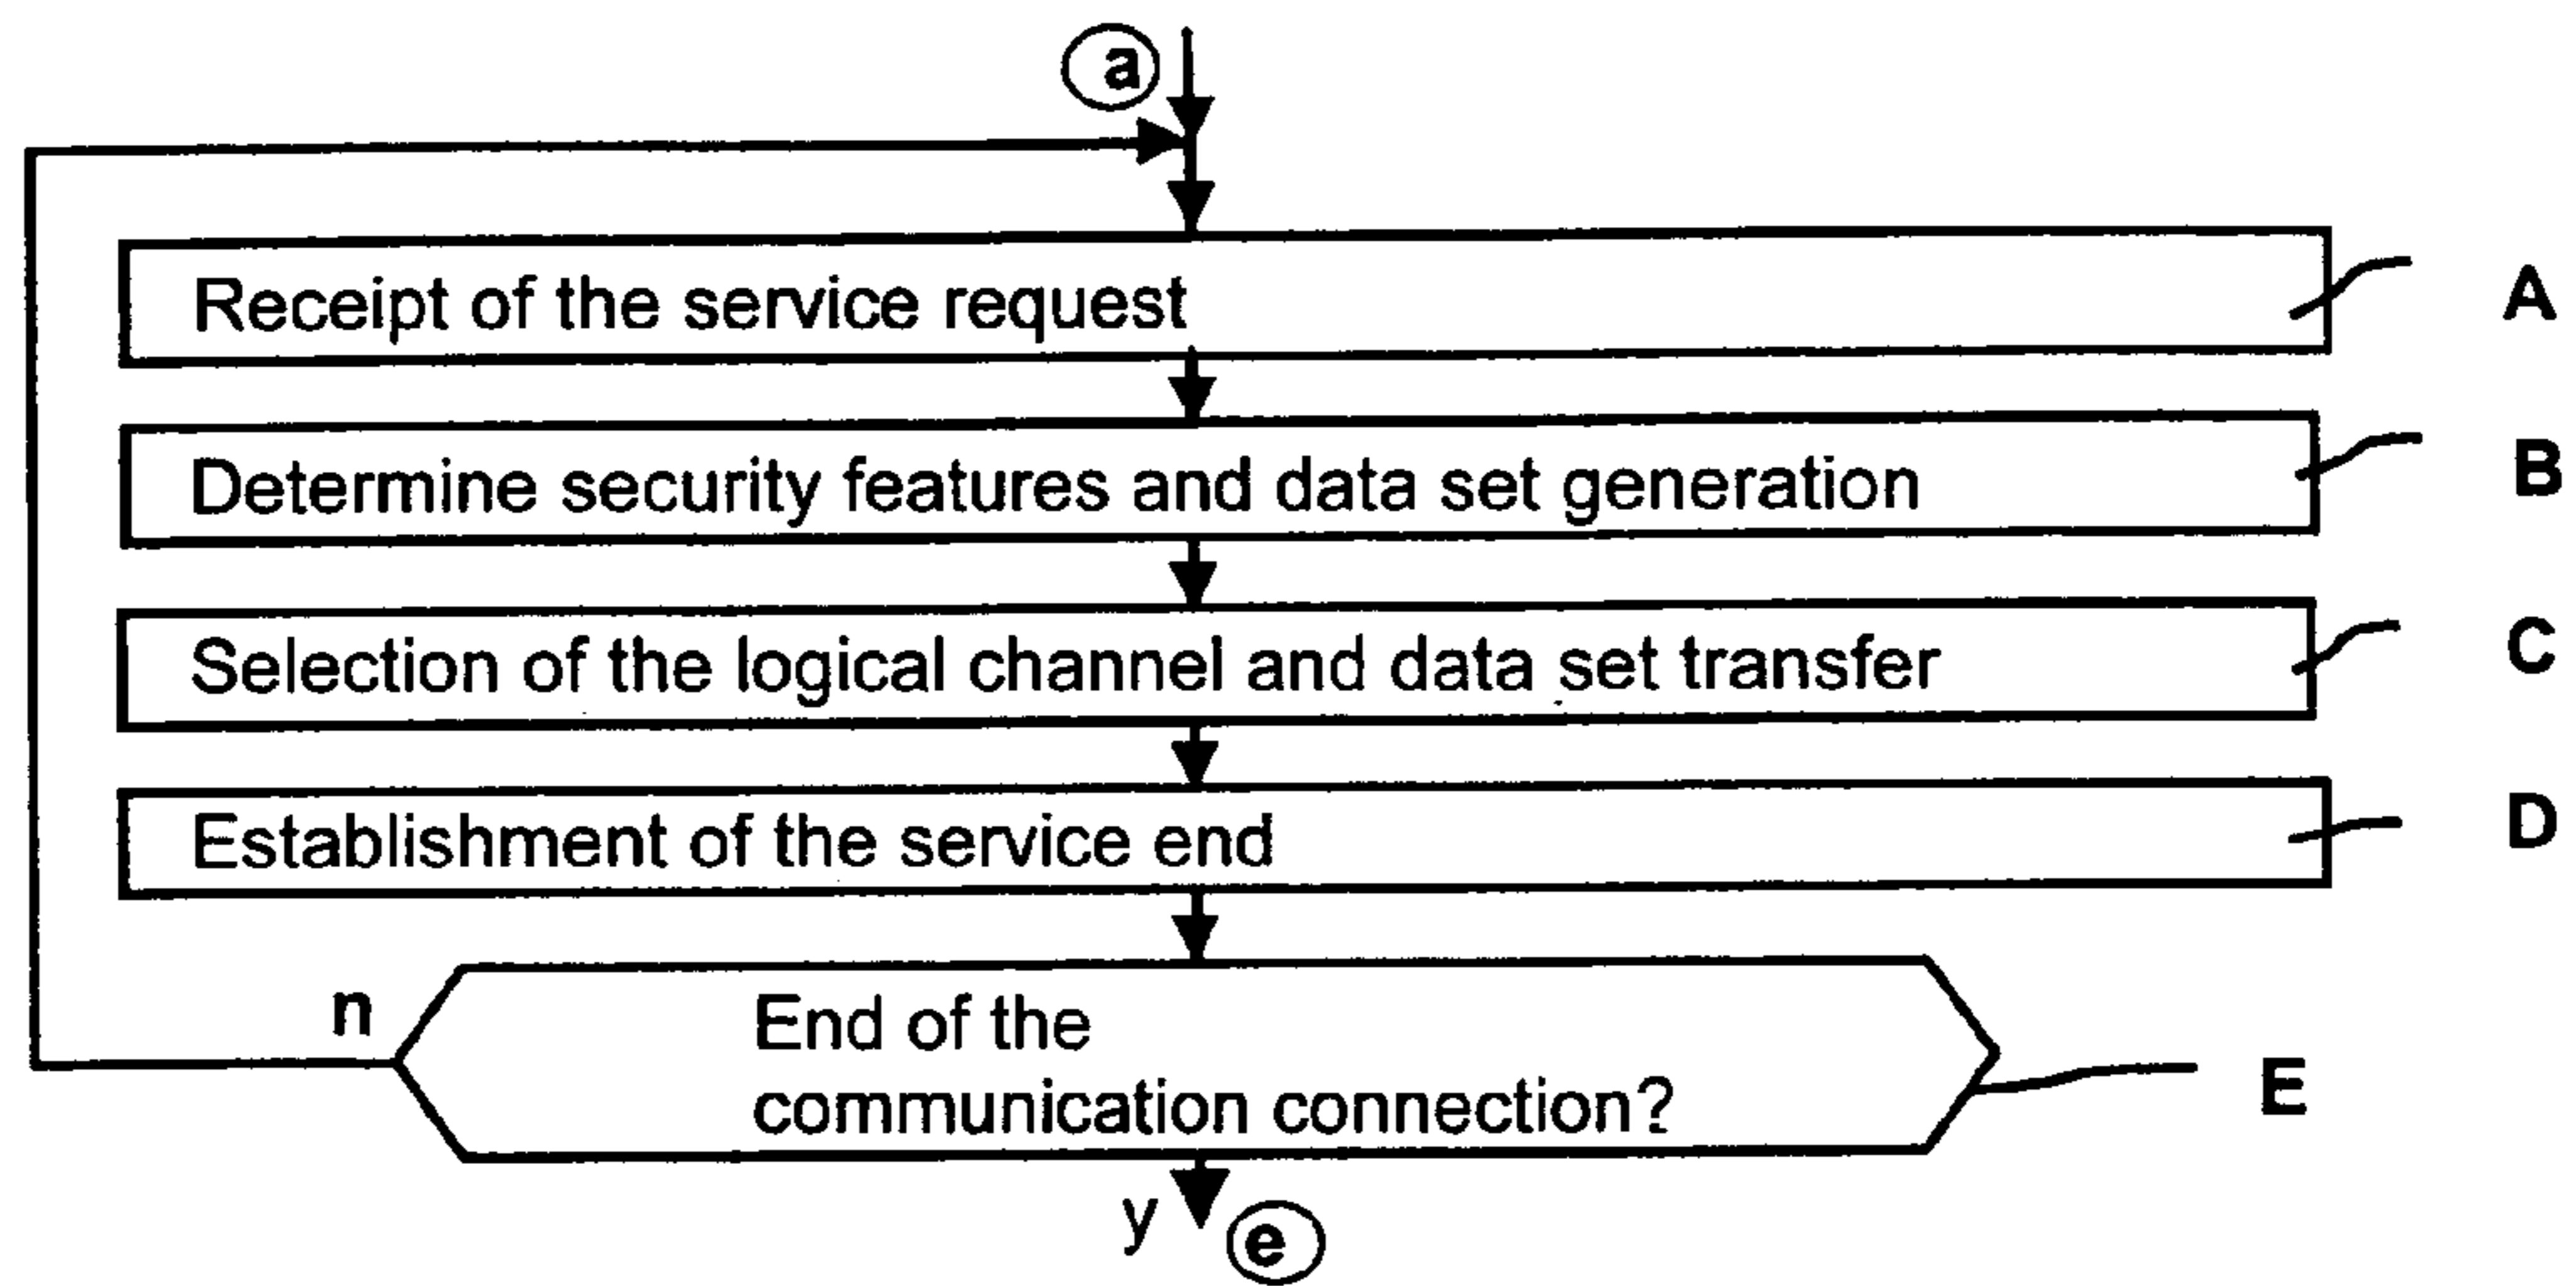 a
Receipt of the service request
A
Determine security features and data set generation
B
Selection of the logical channel and data set transfer
C
Establishment of the service end
D
n
End of the
communication connection?
E
y
e